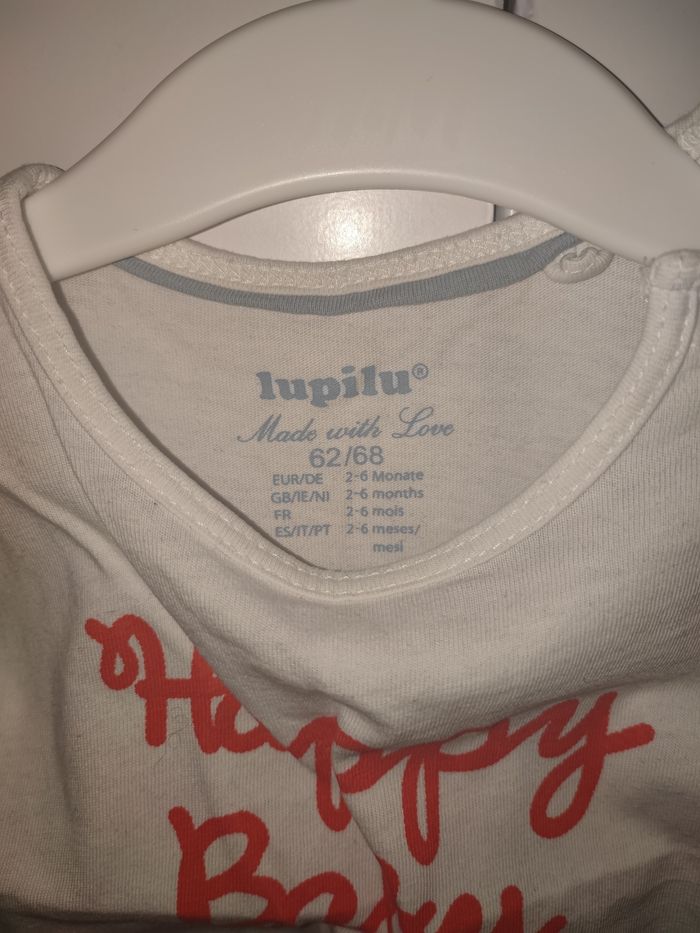 lupilu®
Made with Love
62/68
EUR/DE 2-6 Monate
GB/IE/NI 2-6 months
FR 2-6 mois
ES/IT/PT 2-6 meses/
mesi
Happy